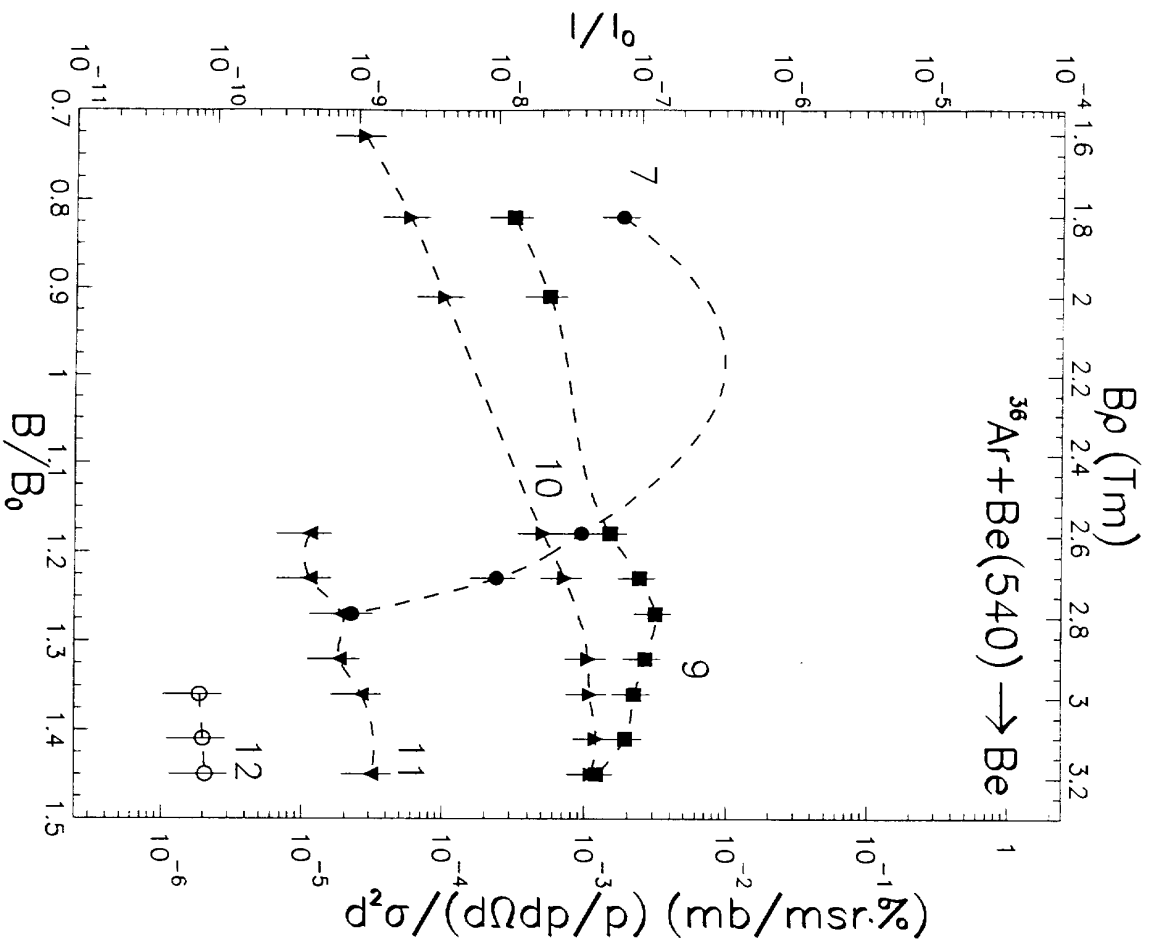 Bρ (Tm)
1.6 1.8 2 2.2 2.4 2.6 2.8 3 3.2
³⁶Ar+Be(540) → Be
I/I₀
10⁻⁴
10⁻⁵
10⁻⁶
10⁻⁷
10⁻⁸
10⁻⁹
10⁻¹⁰
10⁻¹¹
7
9
10
11
12
1
10⁻¹
10⁻²
10⁻³
10⁻⁴
10⁻⁵
10⁻⁶
d²σ/(dΩdp/p) (mb/msr.%)
0.7 0.8 0.9 1 1.1 1.2 1.3 1.4 1.5
B/B₀